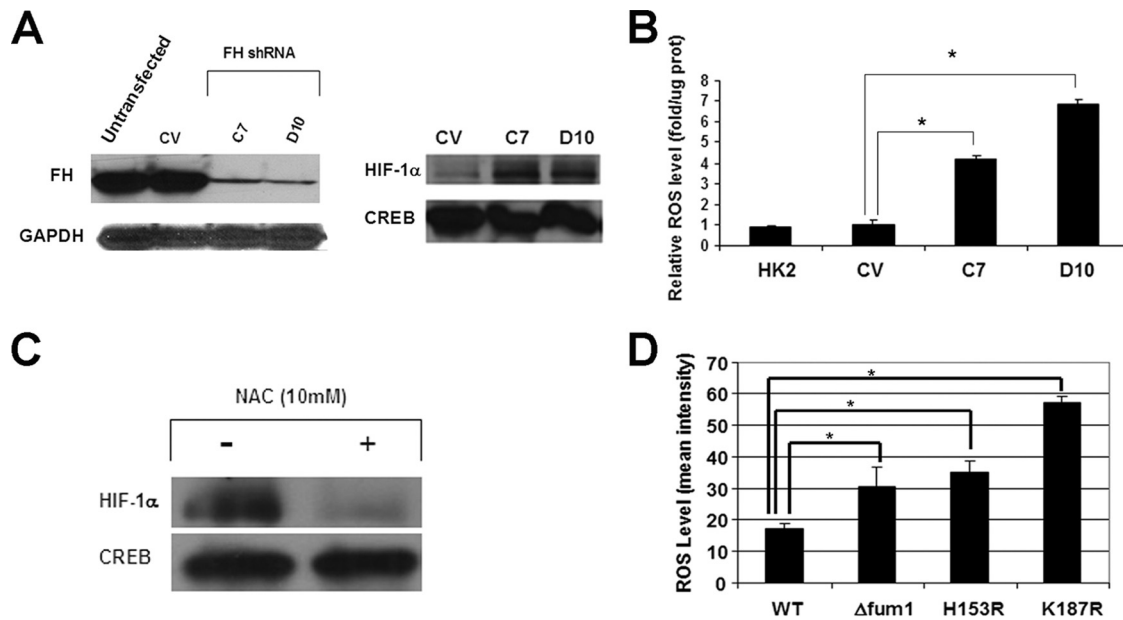 A
Untransfected
FH shRNA
CV C7 D10
FH
GAPDH
CV C7 D10
HIF-1α
CREB
B
Relative ROS level (fold/ug prot)
8
7
6
5
4
3
2
1
0
*
*
HK2 CV C7 D10
C
NAC (10mM)
- +
HIF-1α
CREB
D
ROS Level (mean intensity)
70
60
50
40
30
20
10
0
*
*
*
WT Δfum1 H153R K187R